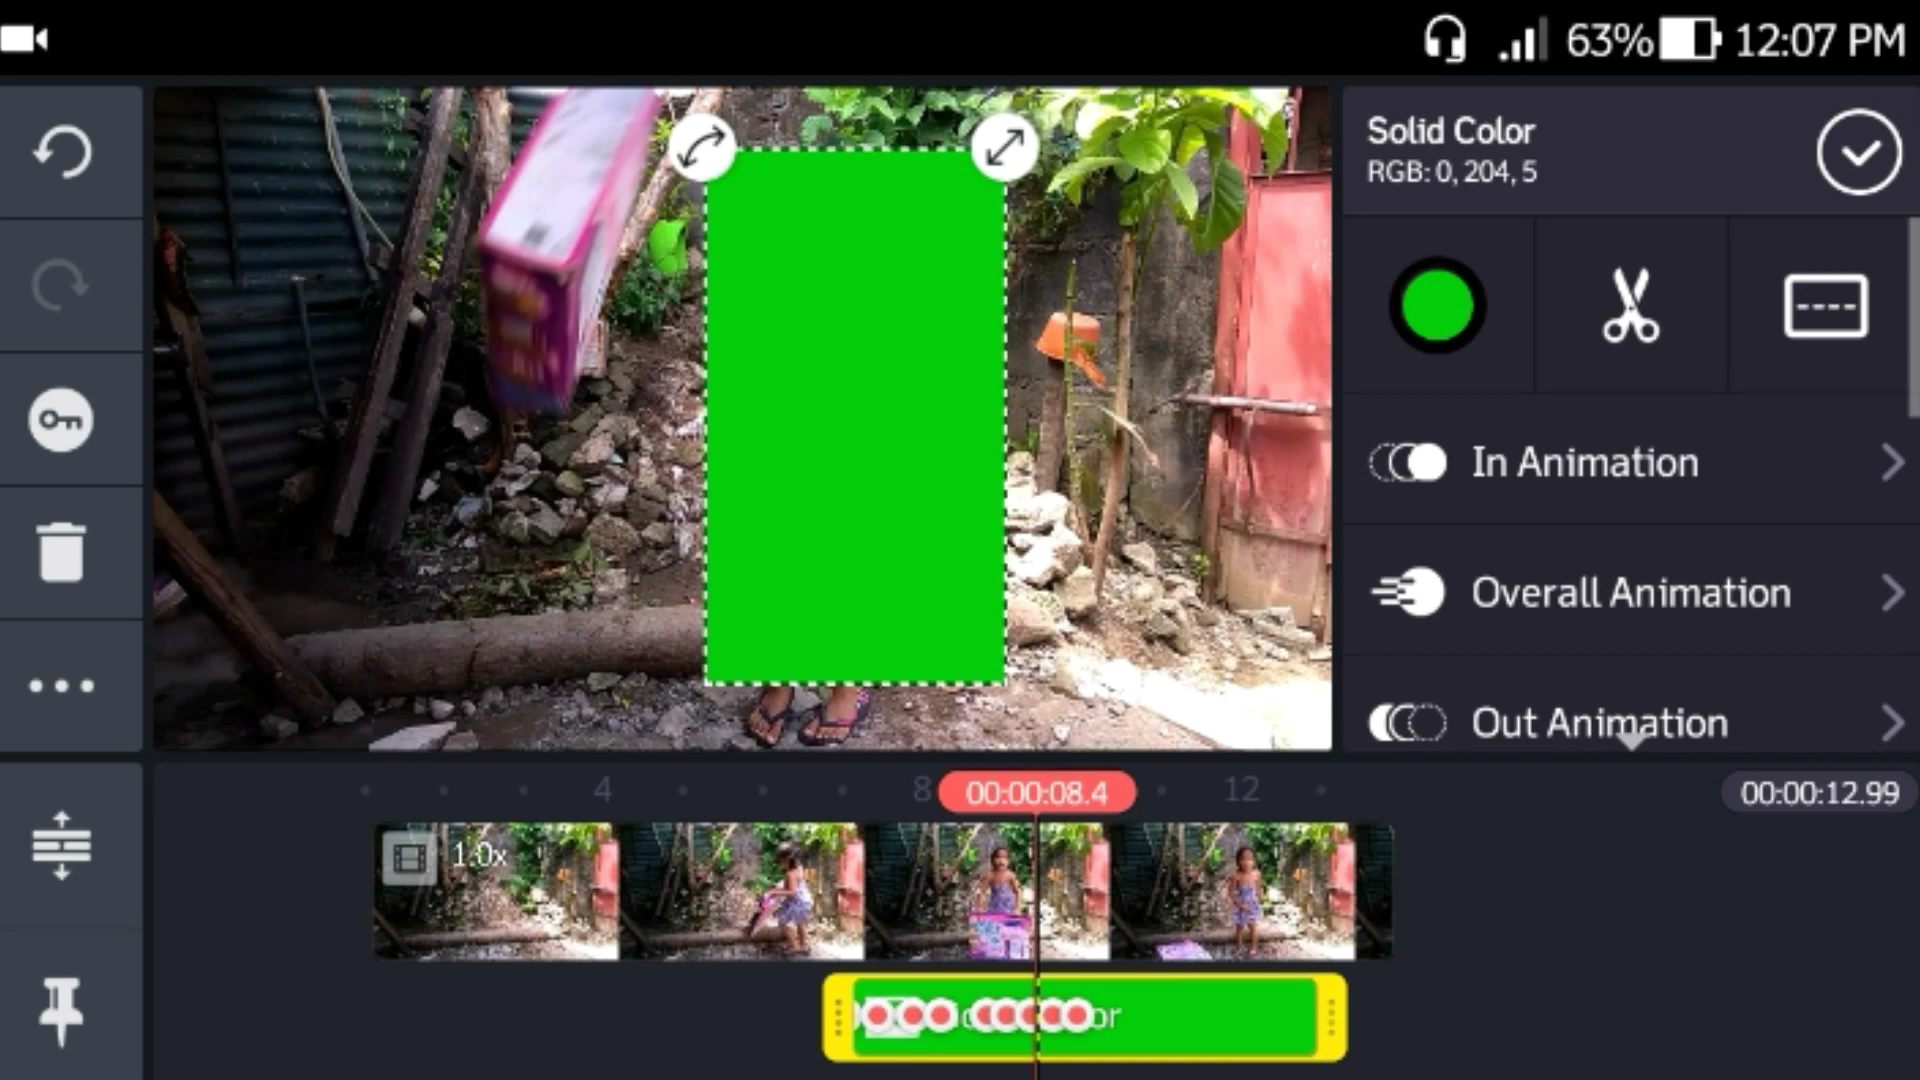 63% 12:07 PM
Solid Color
RGB: 0, 204, 5
In Animation
Overall Animation
Out Animation
4 8 00:00:08.4 12 00:00:12.99
1.0x